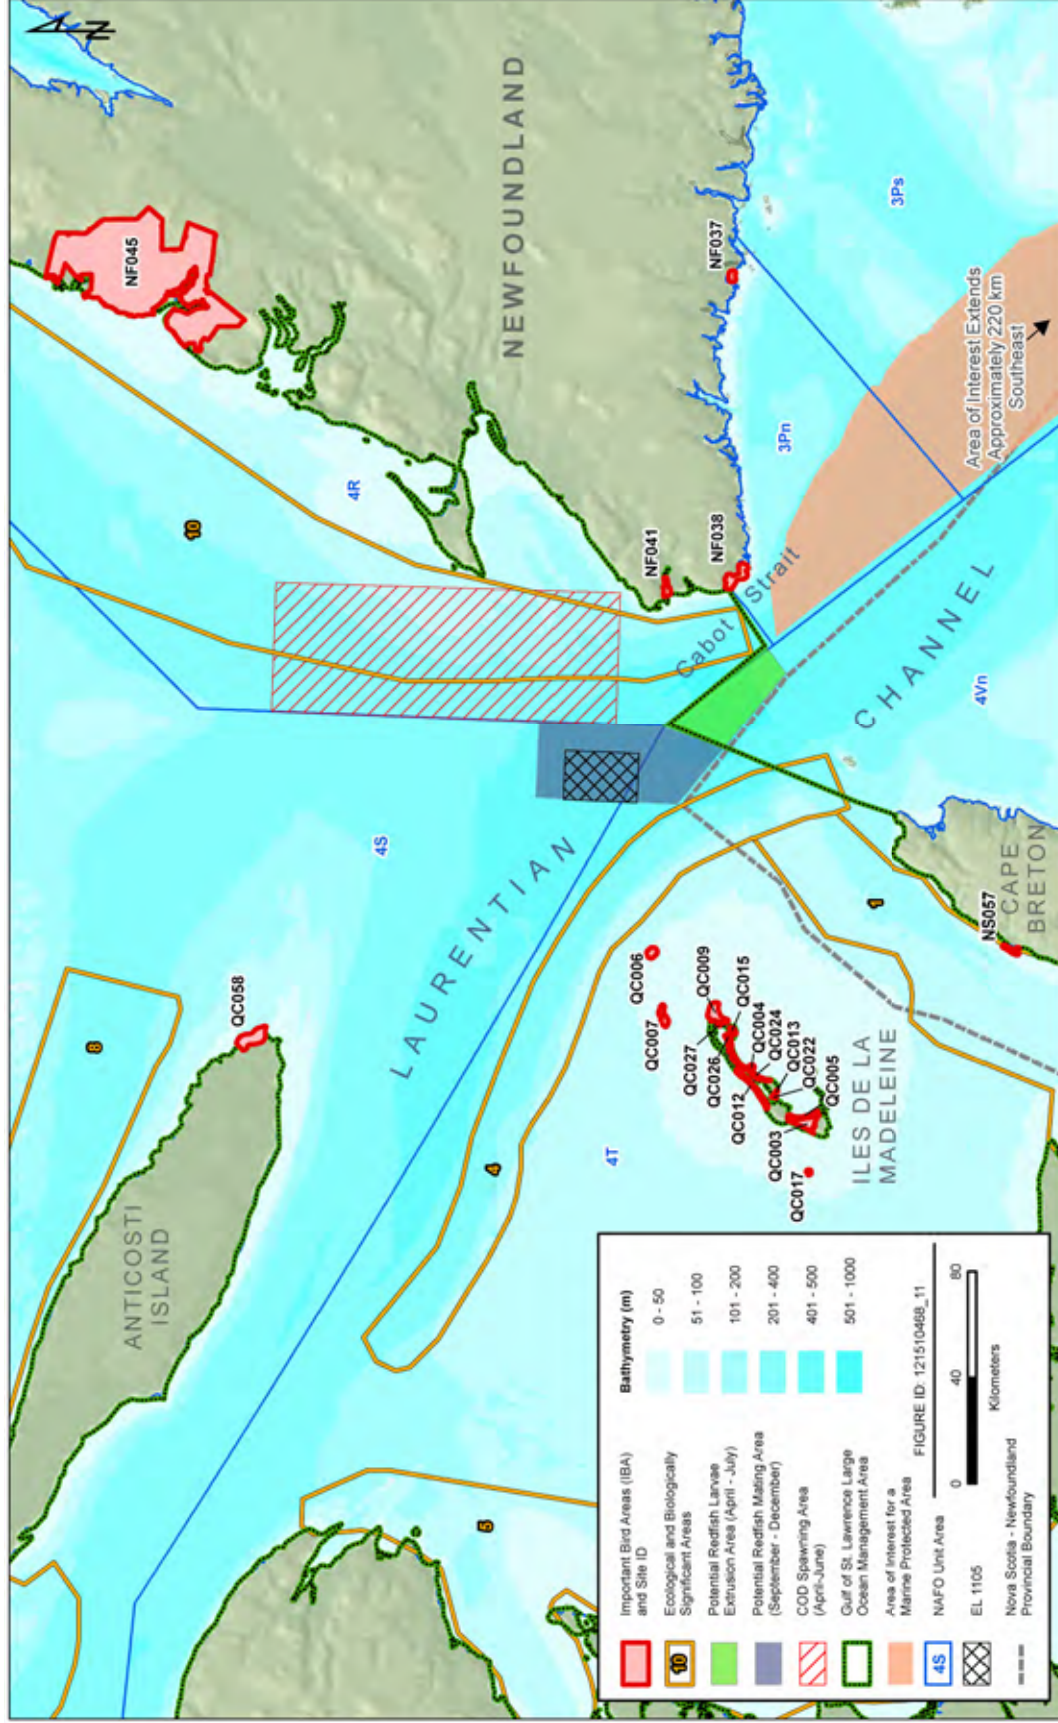 NEWFOUNDLAND
NF045
10
4R
NF041
NF038
NF037
3Ps
3Pn
Area of Interest Extends
Approximately 220 km
Southeast
Cabot Strait
LAURENTIAN
CHANNEL
4Vn
4S
8
QC058
ANTICOSTI
ISLAND
4
4T
5
1
QC006
QC007
QC009
QC015
QC004
QC024
QC013
QC022
QC005
QC027
QC026
QC012
QC003
QC017
ILES DE LA
MADELEINE
NS057
CAPE
BRETON
Important Bird Areas (IBA)
and Site ID
10
Ecological and Biologically
Significant Areas
Potential Redfish Larvae
Extrusion Area (April - July)
Potential Redfish Mating Area
(September - December)
COD Spawning Area
(April-June)
Gulf of St. Lawrence Large
Ocean Management Area
Area of Interest for a
Marine Protected Area
4S
NAFO Unit Area
EL 1105
Nova Scotia - Newfoundland
Provincial Boundary
Bathymetry (m)
0 - 50
51 - 100
101 - 200
201 - 400
401 - 500
501 - 1000
FIGURE ID: 121510468_11
0 40 80
Kilometers
N